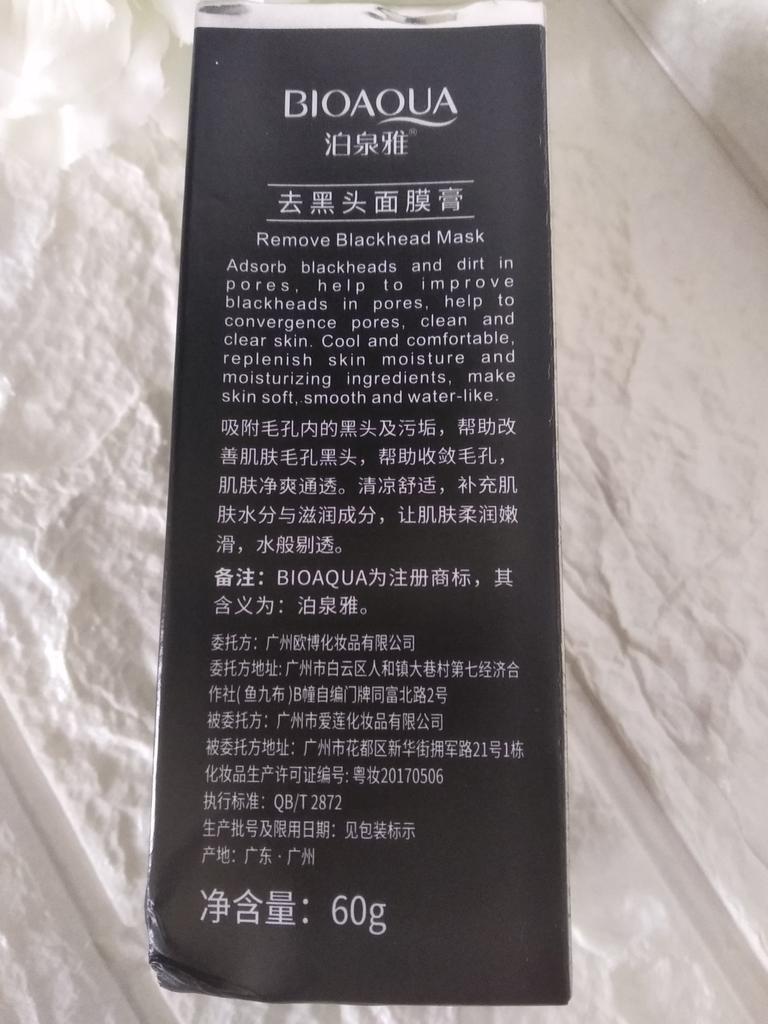 BIOAQUA
泊泉雅®
去黑头面膜膏
Remove Blackhead Mask
Adsorb blackheads and dirt in
pores, help to improve
blackheads in pores, help to
convergence pores, clean and
clear skin. Cool and comfortable,
replenish skin moisture and
moisturizing ingredients, make
skin soft, smooth and water-like.
吸附毛孔内的黑头及污垢，帮助改
善肌肤毛孔黑头，帮助收敛毛孔，
肌肤净爽通透。清凉舒适，补充肌
肤水分与滋润成分，让肌肤柔润嫩
滑，水般剔透。
备注：BIOAQUA为注册商标，其
含义为：泊泉雅。
委托方：广州欧博化妆品有限公司
委托方地址：广州市白云区人和镇大巷村第七经济合
作社(鱼九布)B幢自编门牌同富北路2号
被委托方：广州市爱莲化妆品有限公司
被委托方地址：广州市花都区新华街拥军路21号1栋
化妆品生产许可证编号：粤妆20170506
执行标准：QB/T 2872
生产批号及限用日期：见包装标示
产地：广东·广州
净含量：60g